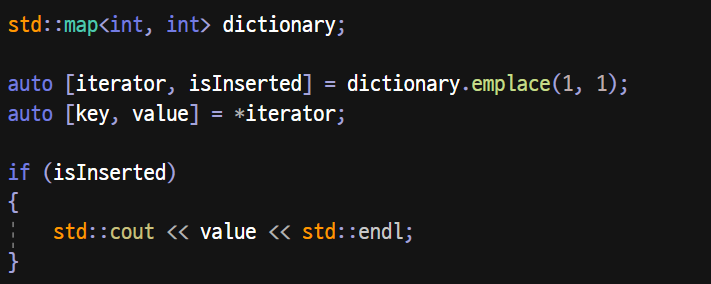 std::map<int, int> dictionary;
auto [iterator, isInserted] = dictionary.emplace(1, 1);
auto [key, value] = *iterator;
if (isInserted)
{
std::cout << value << std::endl;
}